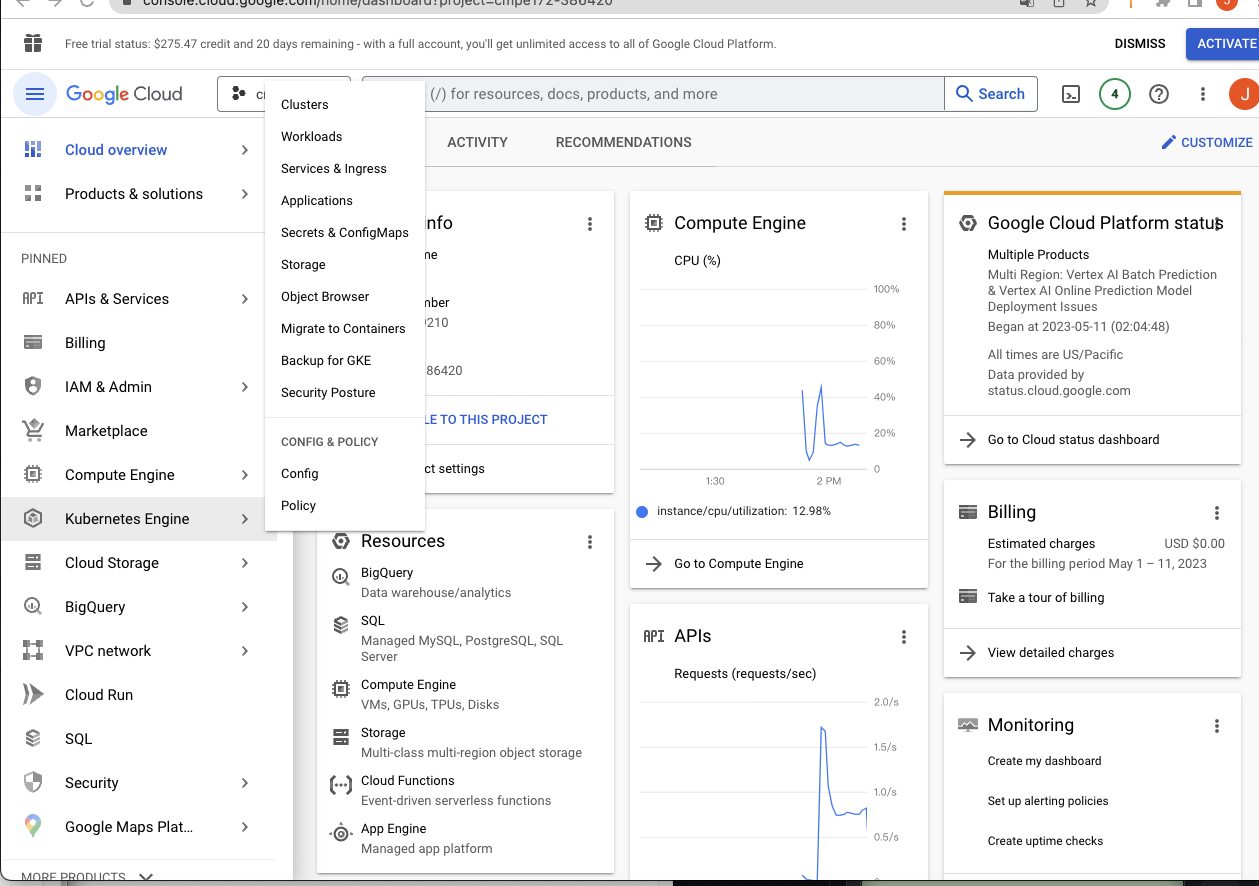 console.cloud.google.com/home/dashboard?project=cmpe172-386420
J
Free trial status: $275.47 credit and 20 days remaining - with a full account, you'll get unlimited access to all of Google Cloud Platform.
DISMISS
ACTIVATE
Google Cloud
(/) for resources, docs, products, and more
Search
4
J
Cloud overview
Products & solutions
PINNED
APIs & Services
Billing
IAM & Admin
Marketplace
Compute Engine
Kubernetes Engine
Cloud Storage
BigQuery
VPC network
Cloud Run
SQL
Security
Google Maps Plat...
MORE PRODUCTS
Clusters
Workloads
Services & Ingress
Applications
Secrets & ConfigMaps
Storage
Object Browser
Migrate to Containers
Backup for GKE
Security Posture
CONFIG & POLICY
Config
Policy
ACTIVITY
RECOMMENDATIONS
CUSTOMIZE
info
me
mber
9210
386420
LE TO THIS PROJECT
ct settings
Resources
BigQuery
Data warehouse/analytics
SQL
Managed MySQL, PostgreSQL, SQL
Server
Compute Engine
VMs, GPUs, TPUs, Disks
Storage
Multi-class multi-region object storage
Cloud Functions
Event-driven serverless functions
App Engine
Managed app platform
Compute Engine
CPU (%)
100%
80%
60%
40%
20%
0
1:30
2 PM
instance/cpu/utilization: 12.98%
Go to Compute Engine
API APIs
Requests (requests/sec)
2.0/s
1.5/s
1.0/s
0.5/s
Google Cloud Platform status
Multiple Products
Multi Region: Vertex AI Batch Prediction
& Vertex AI Online Prediction Model
Deployment Issues
Began at 2023-05-11 (02:04:48)
All times are US/Pacific
Data provided by
status.cloud.google.com
Go to Cloud status dashboard
Billing
Estimated charges USD $0.00
For the billing period May 1 – 11, 2023
Take a tour of billing
View detailed charges
Monitoring
Create my dashboard
Set up alerting policies
Create uptime checks